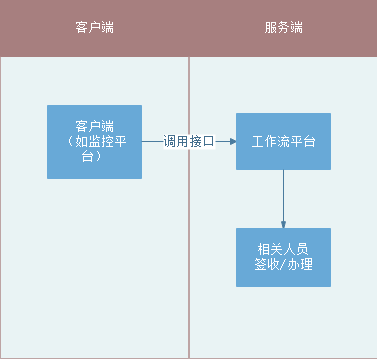 客户端
服务端
客户端
（如监控平
台）
调用接口
工作流平台
相关人员
签收/办理